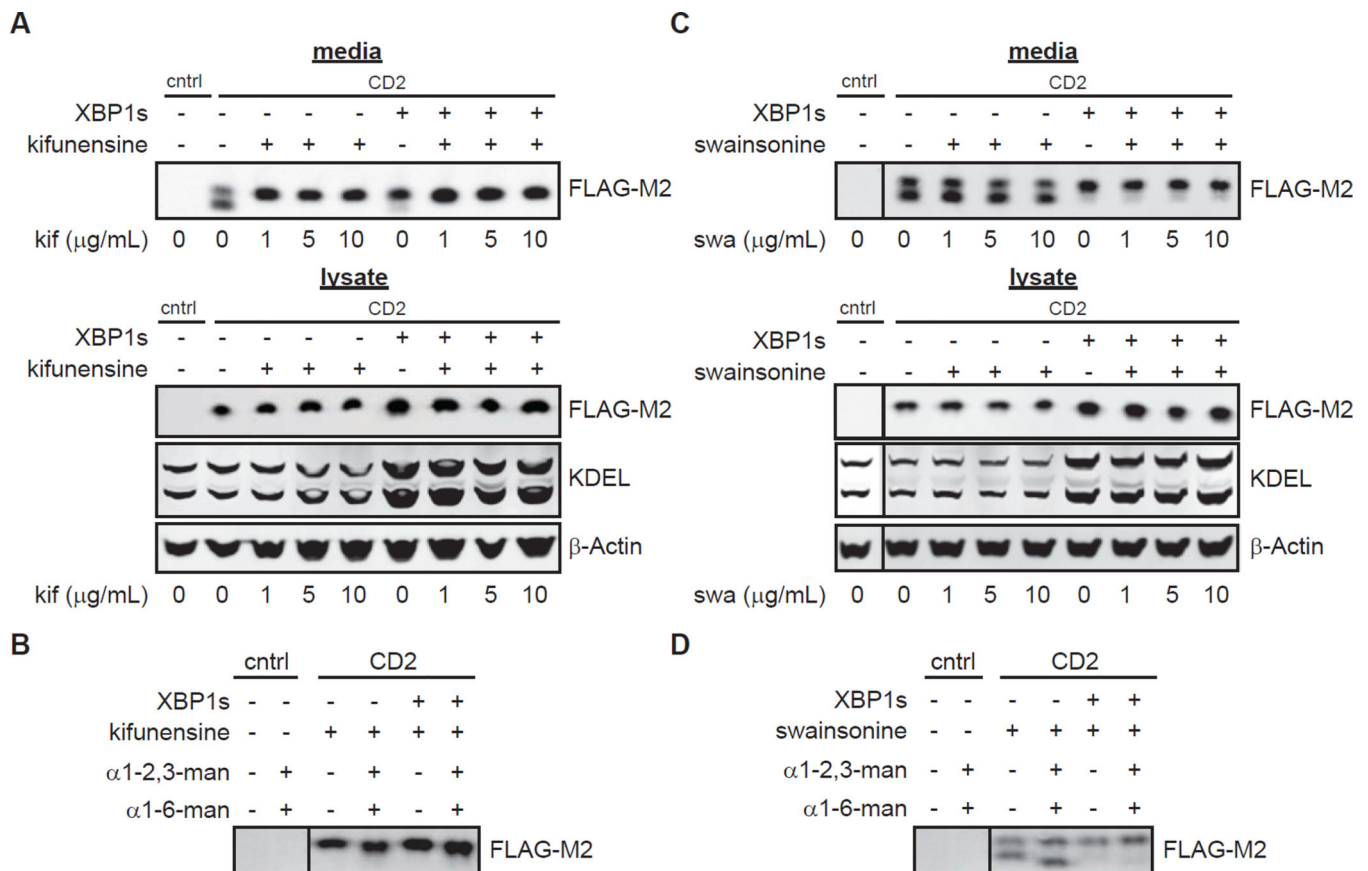 A
media
cntrl
CD2
XBP1s - - - - - + + + +
kifunensine - - + + + - + + +
FLAG-M2
kif (μg/mL) 0 0 1 5 10 0 1 5 10
lysate
cntrl
CD2
XBP1s - - - - - + + + +
kifunensine - - + + + - + + +
FLAG-M2
KDEL
β-Actin
kif (μg/mL) 0 0 1 5 10 0 1 5 10
B
cntrl CD2
XBP1s - - - - + +
kifunensine - - + + + +
α1-2,3-man - + - + - +
α1-6-man - + - + - +
FLAG-M2
C
media
cntrl
CD2
XBP1s - - - - - + + + +
swainsonine - - + + + - + + +
FLAG-M2
swa (μg/mL) 0 0 1 5 10 0 1 5 10
lysate
cntrl
CD2
XBP1s - - - - - + + + +
swainsonine - - + + + - + + +
FLAG-M2
KDEL
β-Actin
swa (μg/mL) 0 0 1 5 10 0 1 5 10
D
cntrl CD2
XBP1s - - - - + +
swainsonine - - + + + +
α1-2,3-man - + - + - +
α1-6-man - + - + - +
FLAG-M2